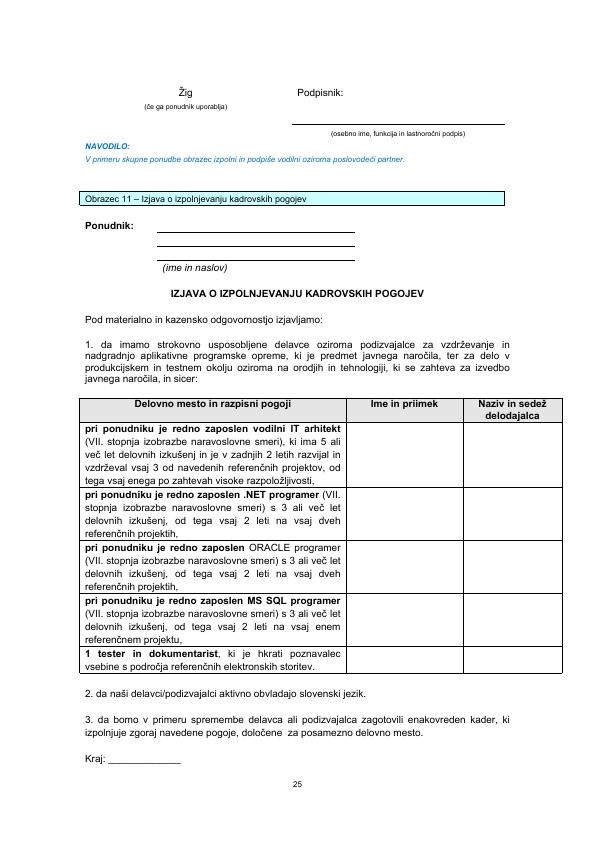 Žig
Podpisnik:
(če ga ponudnik uporablja)
(osebno ime, funkcija in lastnoročni podpis)
NAVODILO:
V primeru skupne ponudbe obrazec izpolni in podpiše vodilni oziroma poslovodeči partner.
Obrazec 11 – Izjava o izpolnjevanju kadrovskih pogojev
Ponudnik:
(ime in naslov)
IZJAVA O IZPOLNJEVANJU KADROVSKIH POGOJEV
Pod materialno in kazensko odgovornostjo izjavljamo:
1. da imamo strokovno usposobljene delavce oziroma podizvajalce za vzdrževanje in
nadgradnjo aplikativne programske opreme, ki je predmet javnega naročila, ter za delo v
produkcijskem in testnem okolju oziroma na orodjih in tehnologiji, ki se zahteva za izvedbo
javnega naročila, in sicer:
Delovno mesto in razpisni pogoji
Ime in priimek
Naziv in sedež
delodajalca
pri ponudniku je redno zaposlen vodilni IT arhitekt
(VII. stopnja izobrazbe naravoslovne smeri), ki ima 5 ali
več let delovnih izkušenj in je v zadnjih 2 letih razvijal in
vzdrževal vsaj 3 od navedenih referenčnih projektov, od
tega vsaj enega po zahtevah visoke razpoložljivosti,
pri ponudniku je redno zaposlen .NET programer (VII.
stopnja izobrazbe naravoslovne smeri) s 3 ali več let
delovnih izkušenj, od tega vsaj 2 leti na vsaj dveh
referenčnih projektih,
pri ponudniku je redno zaposlen ORACLE programer
(VII. stopnja izobrazbe naravoslovne smeri) s 3 ali več let
delovnih izkušenj, od tega vsaj 2 leti na vsaj dveh
referenčnih projektih,
pri ponudniku je redno zaposlen MS SQL programer
(VII. stopnja izobrazbe naravoslovne smeri) s 3 ali več let
delovnih izkušenj, od tega vsaj 2 leti na vsaj enem
referenčnem projektu,
1 tester in dokumentarist, ki je hkrati poznavalec
vsebine s področja referenčnih elektronskih storitev.
2. da naši delavci/podizvajalci aktivno obvladajo slovenski jezik.
3. da bomo v primeru spremembe delavca ali podizvajalca zagotovili enakovreden kader, ki
izpolnjuje zgoraj navedene pogoje, določene za posamezno delovno mesto.
Kraj: _____________
25